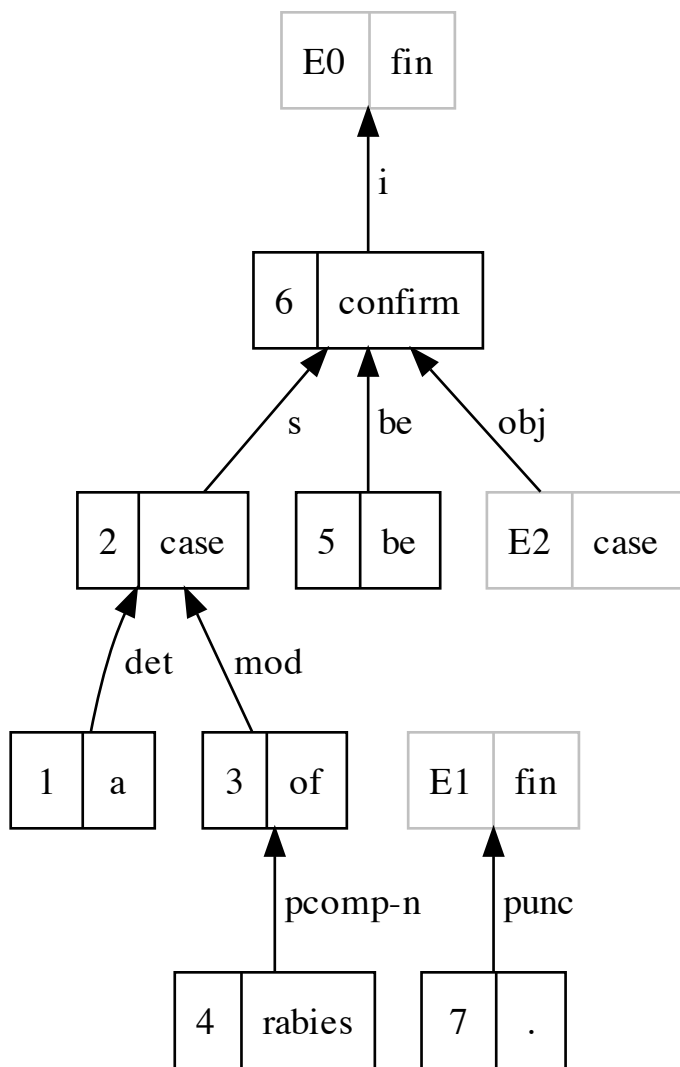 E0 fin
i
6 confirm
s be obj
2 case 5 be E2 case
det mod
1 a 3 of E1 fin
pcomp-n punc
4 rabies 7 .